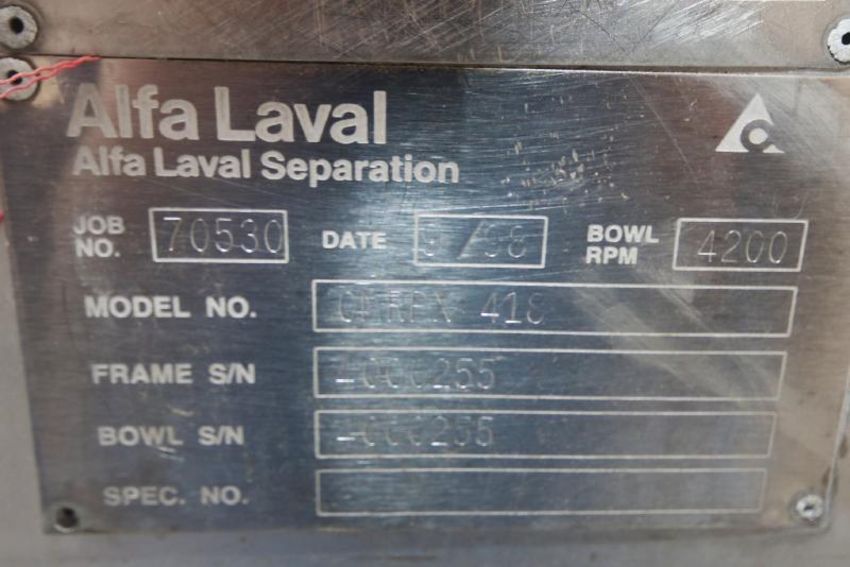 Alfa Laval
Alfa Laval Separation
JOB NO. 70530 DATE BOWL RPM 4200
MODEL NO.
FRAME S/N
BOWL S/N
SPEC. NO.